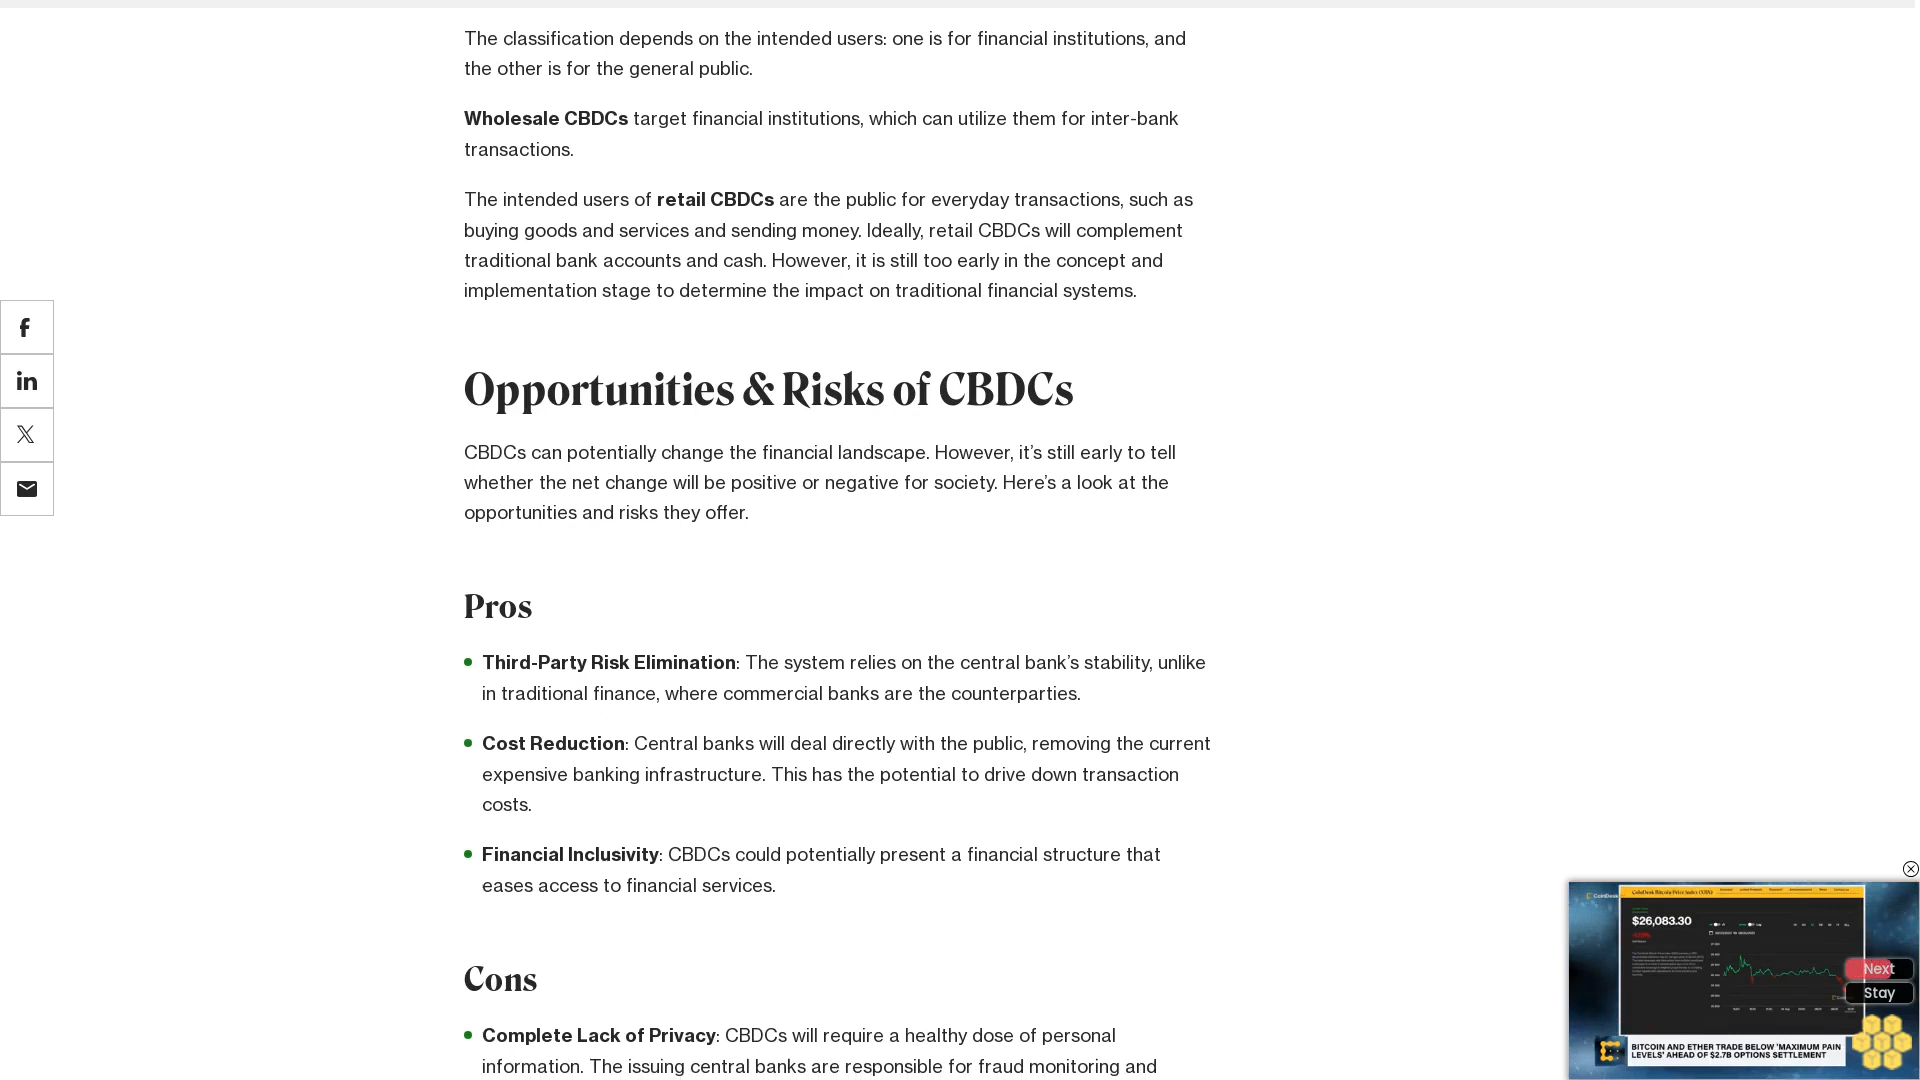 The classification depends on the intended users: one is for financial institutions, and
the other is for the general public.
Wholesale CBDCs target financial institutions, which can utilize them for inter-bank
transactions.
The intended users of retail CBDCs are the public for everyday transactions, such as
buying goods and services and sending money. Ideally, retail CBDCs will complement
traditional bank accounts and cash. However, it is still too early in the concept and
implementation stage to determine the impact on traditional financial systems.
Opportunities & Risks of CBDCs
CBDCs can potentially change the financial landscape. However, it’s still early to tell
whether the net change will be positive or negative for society. Here’s a look at the
opportunities and risks they offer.
Pros
Third-Party Risk Elimination: The system relies on the central bank’s stability, unlike
in traditional finance, where commercial banks are the counterparties.
Cost Reduction: Central banks will deal directly with the public, removing the current
expensive banking infrastructure. This has the potential to drive down transaction
costs.
Financial Inclusivity: CBDCs could potentially present a financial structure that
eases access to financial services.
Cons
Complete Lack of Privacy: CBDCs will require a healthy dose of personal
information. The issuing central banks are responsible for fraud monitoring and
CoinDesk Bitcoin Price Index (XBX)
$26,083.30
Next
Stay
BITCOIN AND ETHER TRADE BELOW 'MAXIMUM PAIN
LEVELS' AHEAD OF $2.7B OPTIONS SETTLEMENT